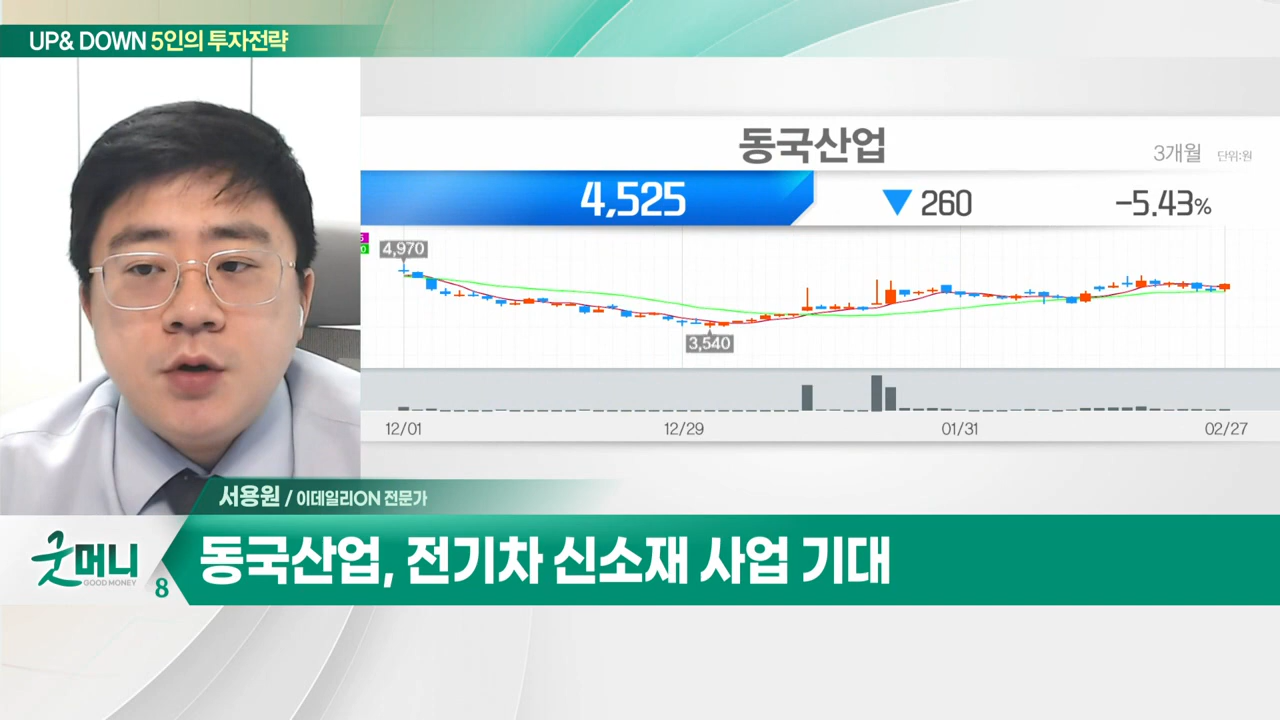 UP& DOWN 5인의 투자전략
동국산업
3개월 단위:원
4,525 ▼ 260 -5.43%
4,970
3,540
12/01 12/29 01/31 02/27
서용원 / 이데일리ON 전문가
굿머니
GOOD MONEY
8
동국산업, 전기차 신소재 사업 기대